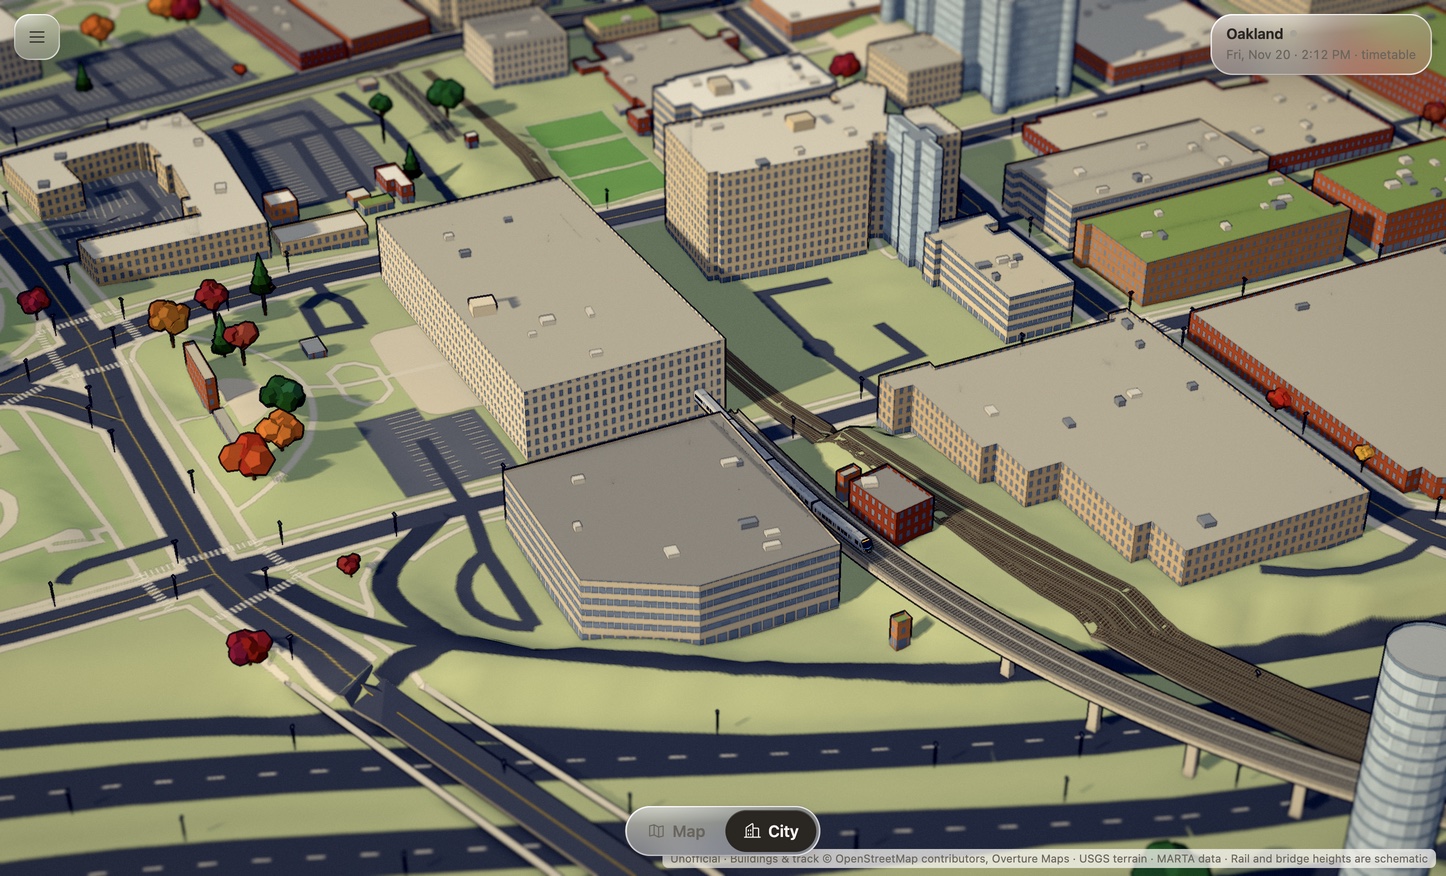 Oakland
Fri, Nov 20 · 2:12 PM · timetable
Map
City
Unofficial · Buildings & track © OpenStreetMap contributors, Overture Maps · USGS terrain · MARTA data · Rail and bridge heights are schematic